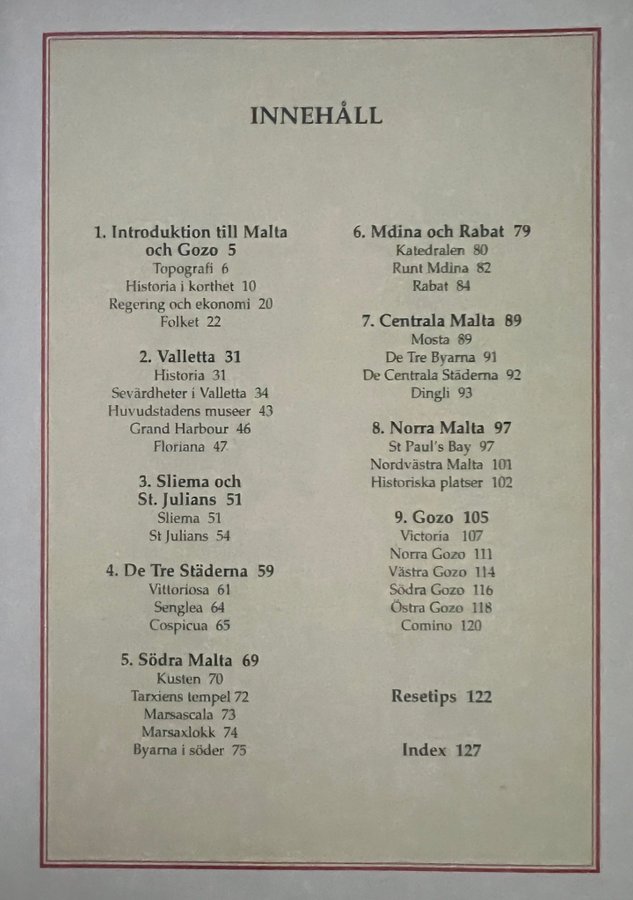 INNEHÅLL
1. Introduktion till Malta
och Gozo 5
Topografi 6
Historia i korthet 10
Regering och ekonomi 20
Folket 22
2. Valletta 31
Historia 31
Sevärdheter i Valletta 34
Huvudstadens museer 43
Grand Harbour 46
Floriana 47
3. Sliema och
St. Julians 51
Sliema 51
St Julians 54
4. De Tre Städerna 59
Vittoriosa 61
Senglea 64
Cospicua 65
5. Södra Malta 69
Kusten 70
Tarxiens tempel 72
Marsascala 73
Marsaxlokk 74
Byarna i söder 75
6. Mdina och Rabat 79
Katedralen 80
Runt Mdina 82
Rabat 84
7. Centrala Malta 89
Mosta 89
De Tre Byarna 91
De Centrala Städerna 92
Dingli 93
8. Norra Malta 97
St Paul's Bay 97
Nordvästra Malta 101
Historiska platser 102
9. Gozo 105
Victoria 107
Norra Gozo 111
Västra Gozo 114
Södra Gozo 116
Östra Gozo 118
Comino 120
Resetips 122
Index 127